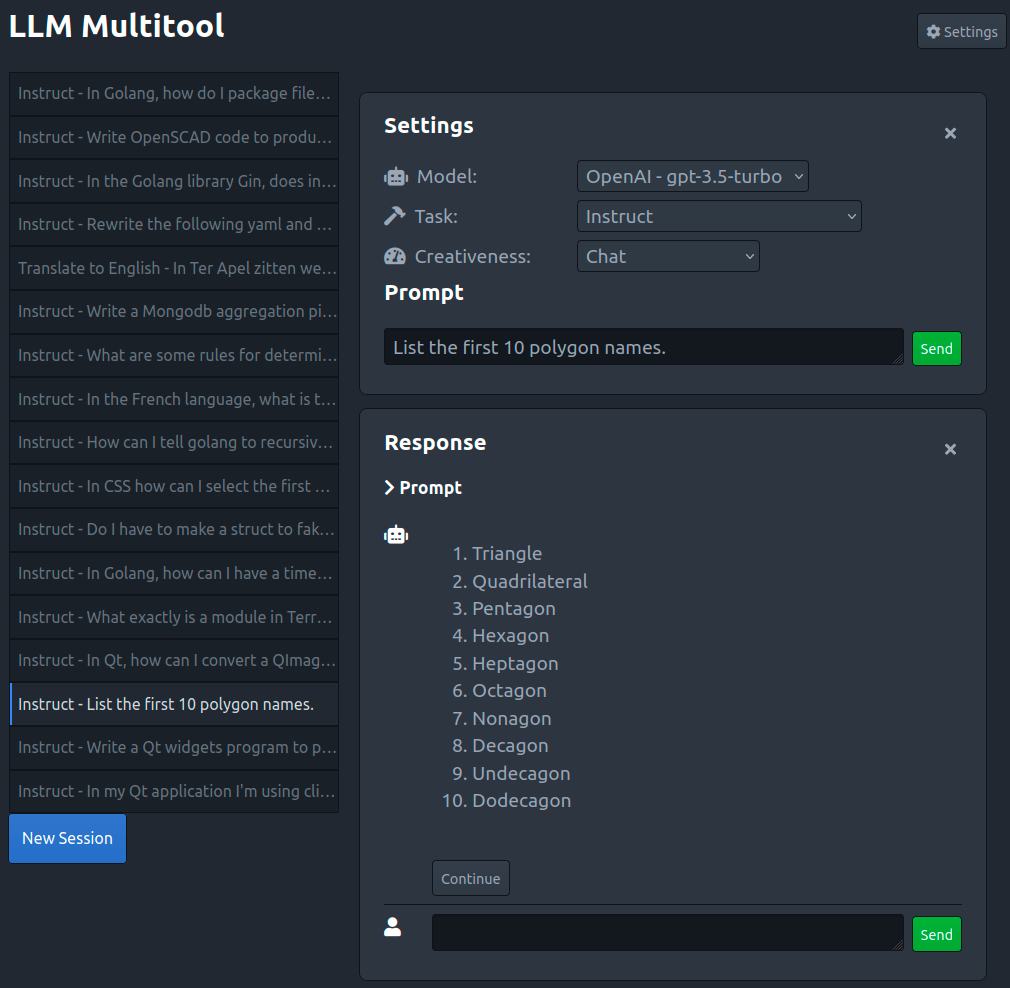 LLM Multitool
Settings
Instruct - In Golang, how do I package file...
Instruct - Write OpenSCAD code to produ...
Instruct - In the Golang library Gin, does in...
Instruct - Rewrite the following yaml and ...
Translate to English - In Ter Apel zitten we...
Instruct - Write a Mongodb aggregation pi...
Instruct - What are some rules for determi...
Instruct - In the French language, what is t...
Instruct - How can I tell golang to recursiv...
Instruct - In CSS how can I select the first ...
Instruct - Do I have to make a struct to fak...
Instruct - In Golang, how can I have a time...
Instruct - What exactly is a module in Terr...
Instruct - In Qt, how can I convert a QImag...
Instruct - List the first 10 polygon names.
Instruct - Write a Qt widgets program to p...
Instruct - In my Qt application I'm using cli...
New Session
Settings
Model: OpenAI - gpt-3.5-turbo
Task: Instruct
Creativeness: Chat
Prompt
List the first 10 polygon names. Send
Response
Prompt
1. Triangle
2. Quadrilateral
3. Pentagon
4. Hexagon
5. Heptagon
6. Octagon
7. Nonagon
8. Decagon
9. Undecagon
10. Dodecagon
Continue
Send